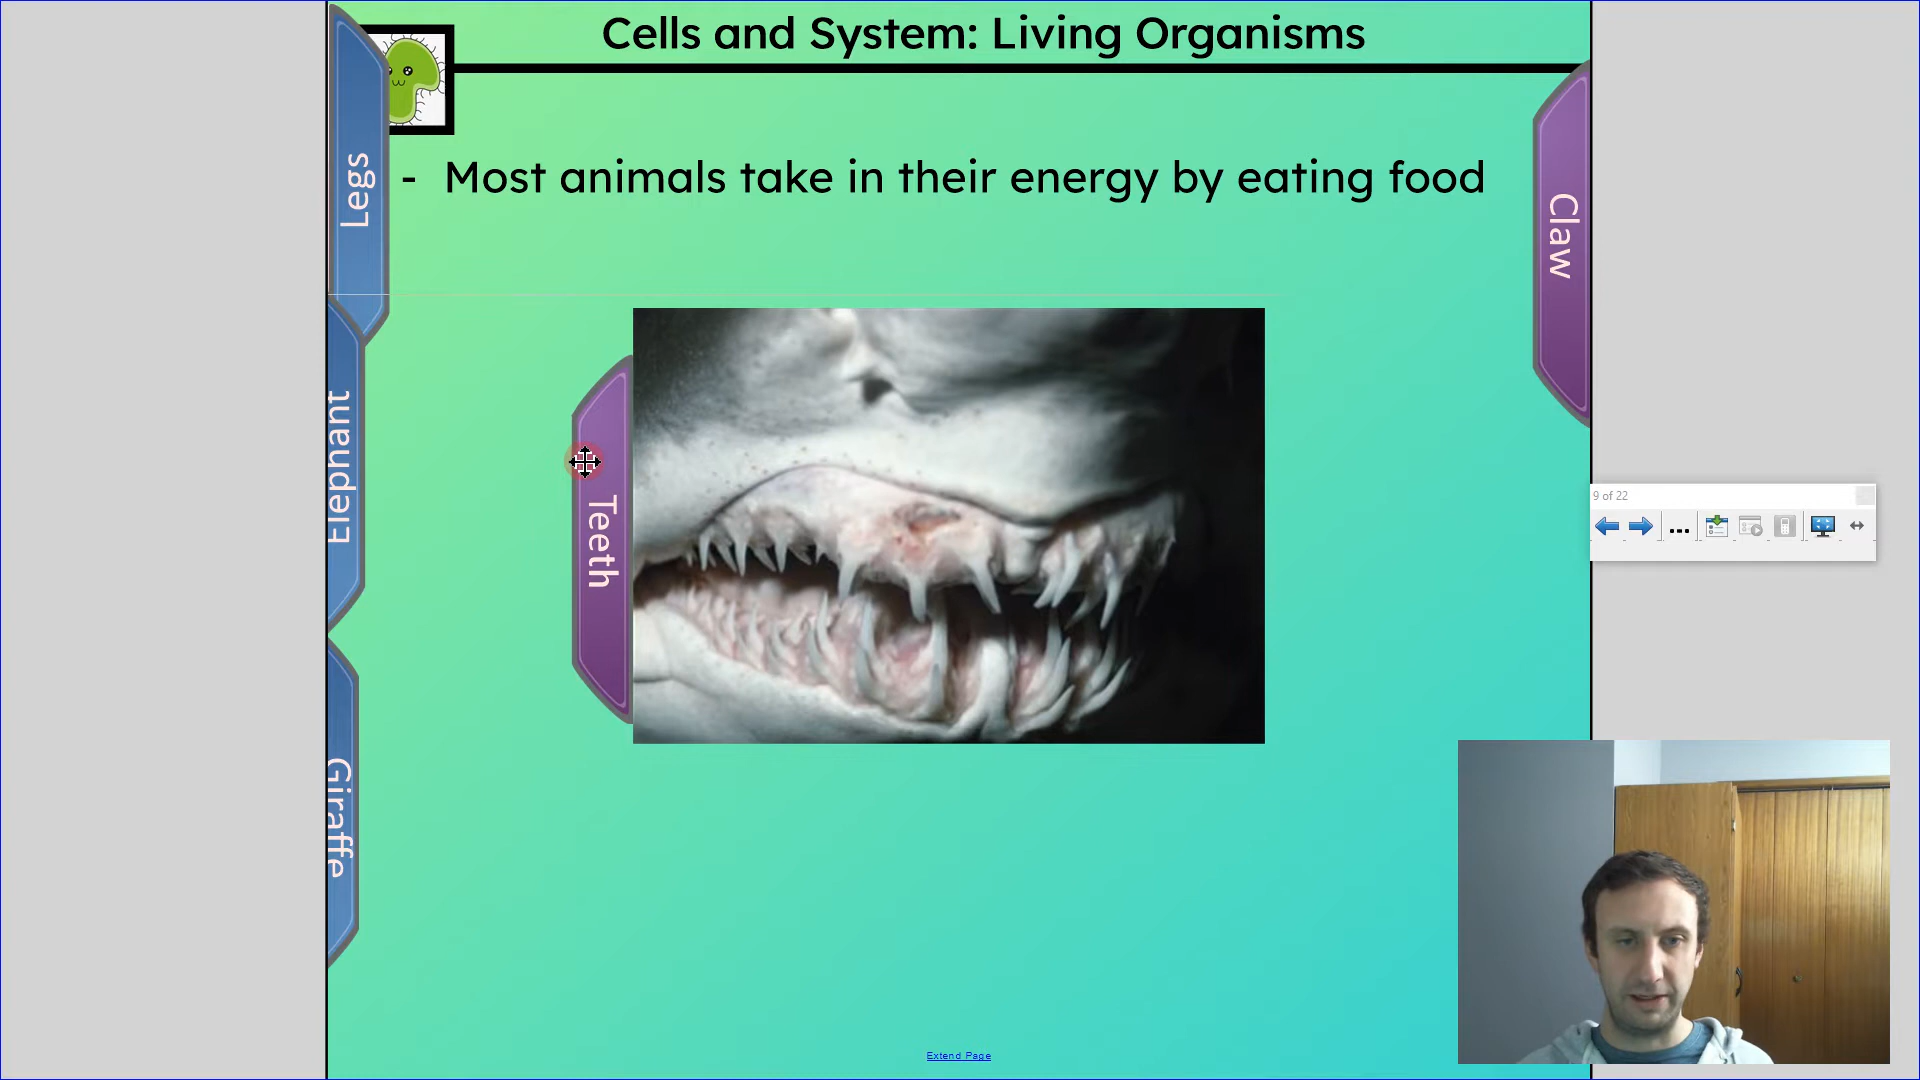 Cells and System: Living Organisms
- Most animals take in their energy by eating food
Legs
Elephant
Giraffe
Teeth
Claw
9 of 22
...
Extend Page